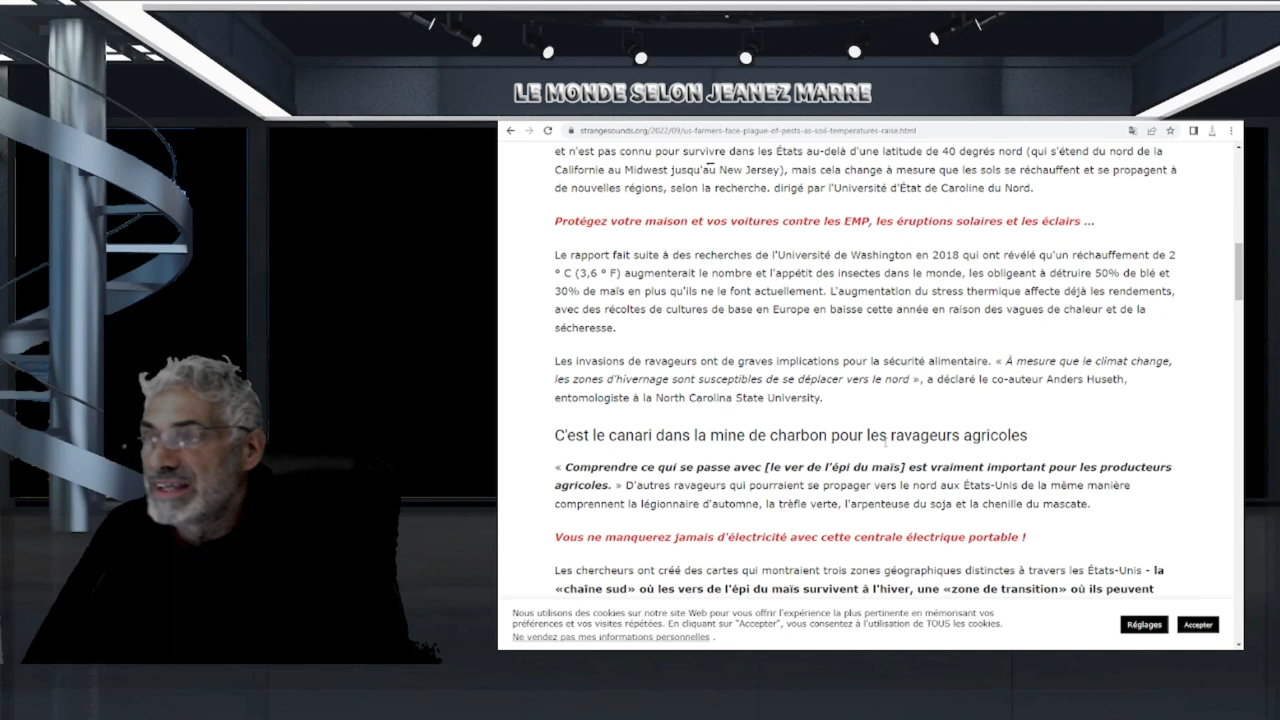 LE MONDE SELON JEANEZ MARRE
strangesounds.org/2022/09/us-farmers-face-plague-of-pests-as-soil-temperatures-raise.html
et n'est pas connu pour survivre dans les États au-delà d'une latitude de 40 degrés nord (qui s'étend du nord de la
Californie au Midwest jusqu'au New Jersey), mais cela change à mesure que les sols se réchauffent et se propagent à
de nouvelles régions, selon la recherche. dirigé par l'Université d'État de Caroline du Nord.
Protégez votre maison et vos voitures contre les EMP, les éruptions solaires et les éclairs ...
Le rapport fait suite à des recherches de l'Université de Washington en 2018 qui ont révélé qu'un réchauffement de 2
° C (3,6 ° F) augmenterait le nombre et l'appétit des insectes dans le monde, les obligeant à détruire 50% de blé et
30% de maïs en plus qu'ils ne le font actuellement. L'augmentation du stress thermique affecte déjà les rendements,
avec des récoltes de cultures de base en Europe en baisse cette année en raison des vagues de chaleur et de la
sécheresse.
Les invasions de ravageurs ont de graves implications pour la sécurité alimentaire. « À mesure que le climat change,
les zones d'hivernage sont susceptibles de se déplacer vers le nord », a déclaré le co-auteur Anders Huseth,
entomologiste à la North Carolina State University.
C'est le canari dans la mine de charbon pour les ravageurs agricoles
« Comprendre ce qui se passe avec [le ver de l'épi du maïs] est vraiment important pour les producteurs
agricoles. » D'autres ravageurs qui pourraient se propager vers le nord aux États-Unis de la même manière
comprennent la légionnaire d'automne, la trèfle verte, l'arpenteuse du soja et la chenille du mascate.
Vous ne manquerez jamais d'électricité avec cette centrale électrique portable !
Les chercheurs ont créé des cartes qui montraient trois zones géographiques distinctes à travers les États-Unis - la
«chaîne sud» où les vers de l'épi du maïs survivent à l'hiver, une «zone de transition» où ils peuvent
Nous utilisons des cookies sur notre site Web pour vous offrir l'expérience la plus pertinente en mémorisant vos
préférences et vos visites répétées. En cliquant sur "Accepter", vous consentez à l'utilisation de TOUS les cookies.
Ne vendez pas mes informations personnelles .
Réglages
Accepter